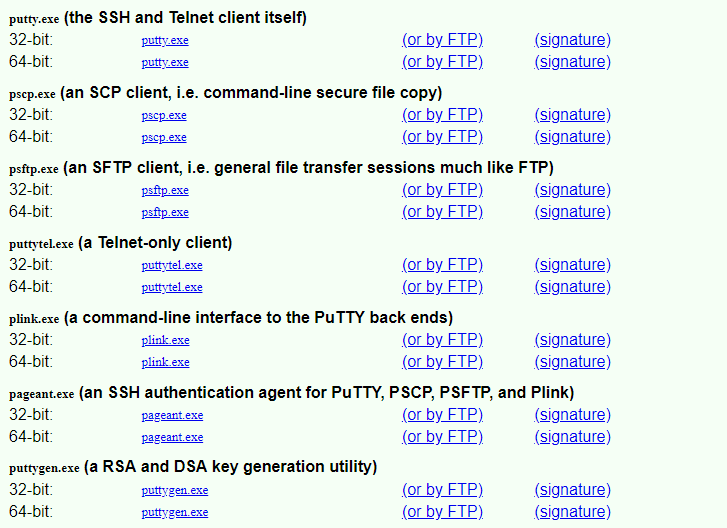 putty.exe (the SSH and Telnet client itself)
32-bit: putty.exe (or by FTP) (signature)
64-bit: putty.exe (or by FTP) (signature)
pscp.exe (an SCP client, i.e. command-line secure file copy)
32-bit: pscp.exe (or by FTP) (signature)
64-bit: pscp.exe (or by FTP) (signature)
psftp.exe (an SFTP client, i.e. general file transfer sessions much like FTP)
32-bit: psftp.exe (or by FTP) (signature)
64-bit: psftp.exe (or by FTP) (signature)
puttytel.exe (a Telnet-only client)
32-bit: puttytel.exe (or by FTP) (signature)
64-bit: puttytel.exe (or by FTP) (signature)
plink.exe (a command-line interface to the PuTTY back ends)
32-bit: plink.exe (or by FTP) (signature)
64-bit: plink.exe (or by FTP) (signature)
pageant.exe (an SSH authentication agent for PuTTY, PSCP, PSFTP, and Plink)
32-bit: pageant.exe (or by FTP) (signature)
64-bit: pageant.exe (or by FTP) (signature)
puttygen.exe (a RSA and DSA key generation utility)
32-bit: puttygen.exe (or by FTP) (signature)
64-bit: puttygen.exe (or by FTP) (signature)